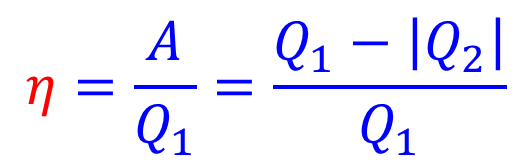 η = A/Q₁ = (Q₁ − |Q₂|)/Q₁